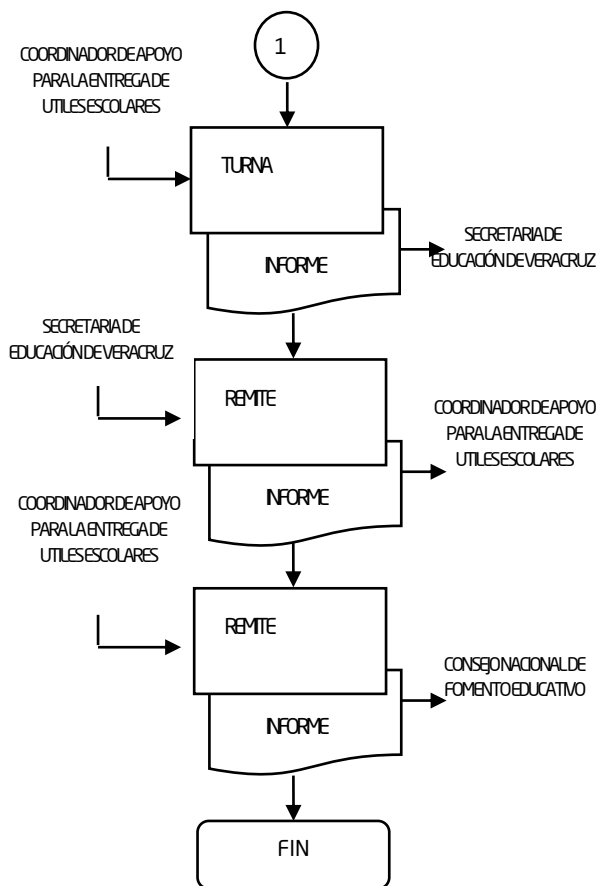 1
COORDINADOR DE APOYO
PARA LA ENTREGA DE
UTILES ESCOLARES
TURNA
INFORME
SECRETARIA DE
EDUCACIÓN DE VERACRUZ
SECRETARIA DE
EDUCACIÓN DE VERACRUZ
REMITE
INFORME
COORDINADOR DE APOYO
PARA LA ENTREGA DE
UTILES ESCOLARES
COORDINADOR DE APOYO
PARA LA ENTREGA DE
UTILES ESCOLARES
REMITE
INFORME
CONSEJO NACIONAL DE
FOMENTO EDUCATIVO
FIN